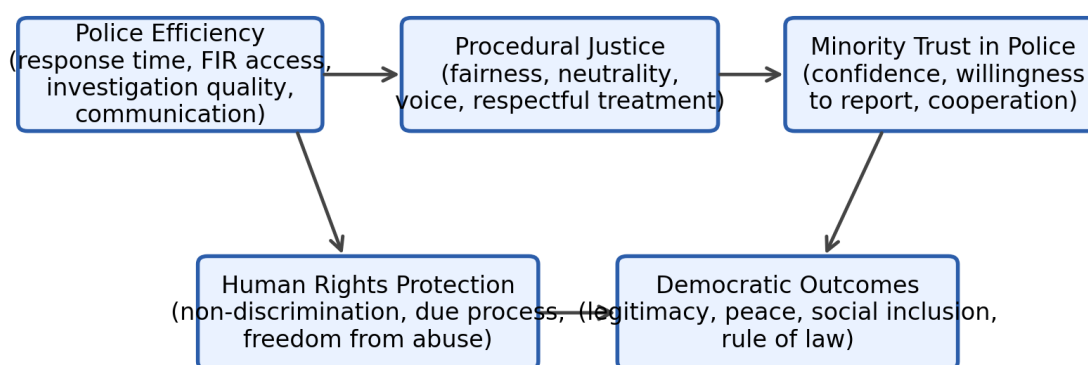 Police Efficiency
(response time, FIR access,
investigation quality,
communication)
Procedural Justice
(fairness, neutrality,
voice, respectful treatment)
Minority Trust in Police
(confidence, willingness
to report, cooperation)
Human Rights Protection
(non-discrimination, due process,
freedom from abuse)
Democratic Outcomes
(legitimacy, peace, social inclusion,
rule of law)